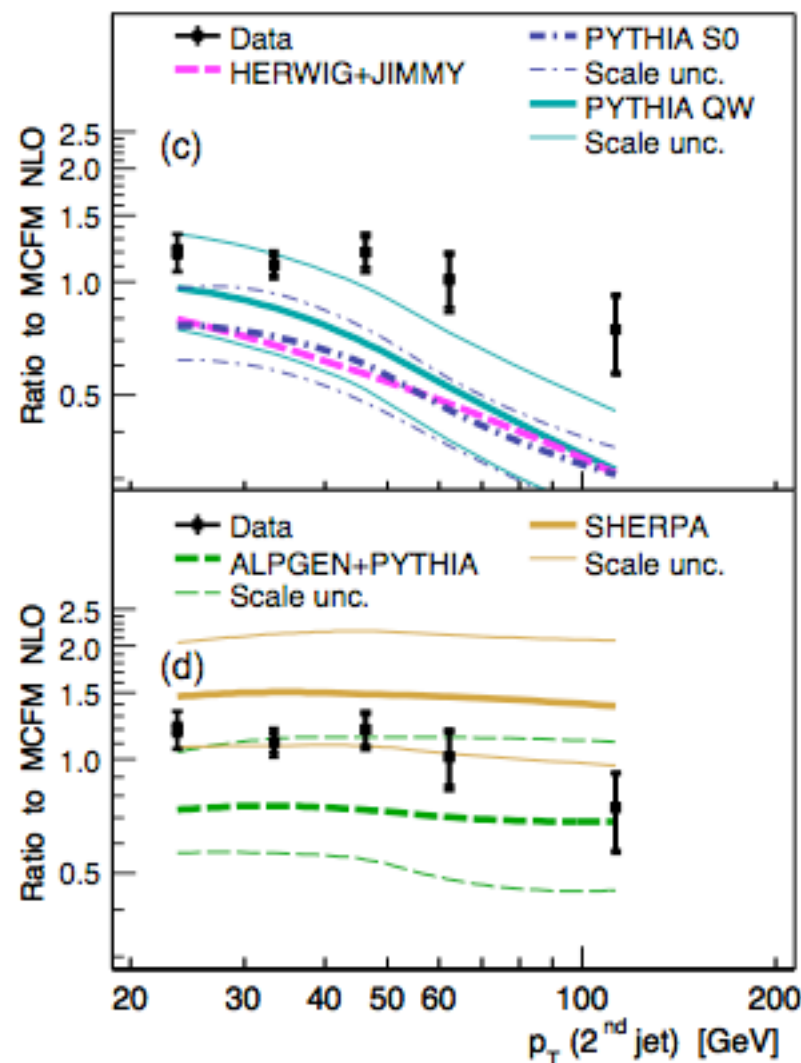 Data
HERWIG+JIMMY
PYTHIA S0
Scale unc.
PYTHIA QW
Scale unc.
(c)
Ratio to MCFM NLO
2.5
2.0
1.5
1.0
0.5
Data
ALPGEN+PYTHIA
Scale unc.
SHERPA
Scale unc.
(d)
Ratio to MCFM NLO
2.5
2.0
1.5
1.0
0.5
20 30 40 50 60 100 200
p_T (2^nd jet) [GeV]